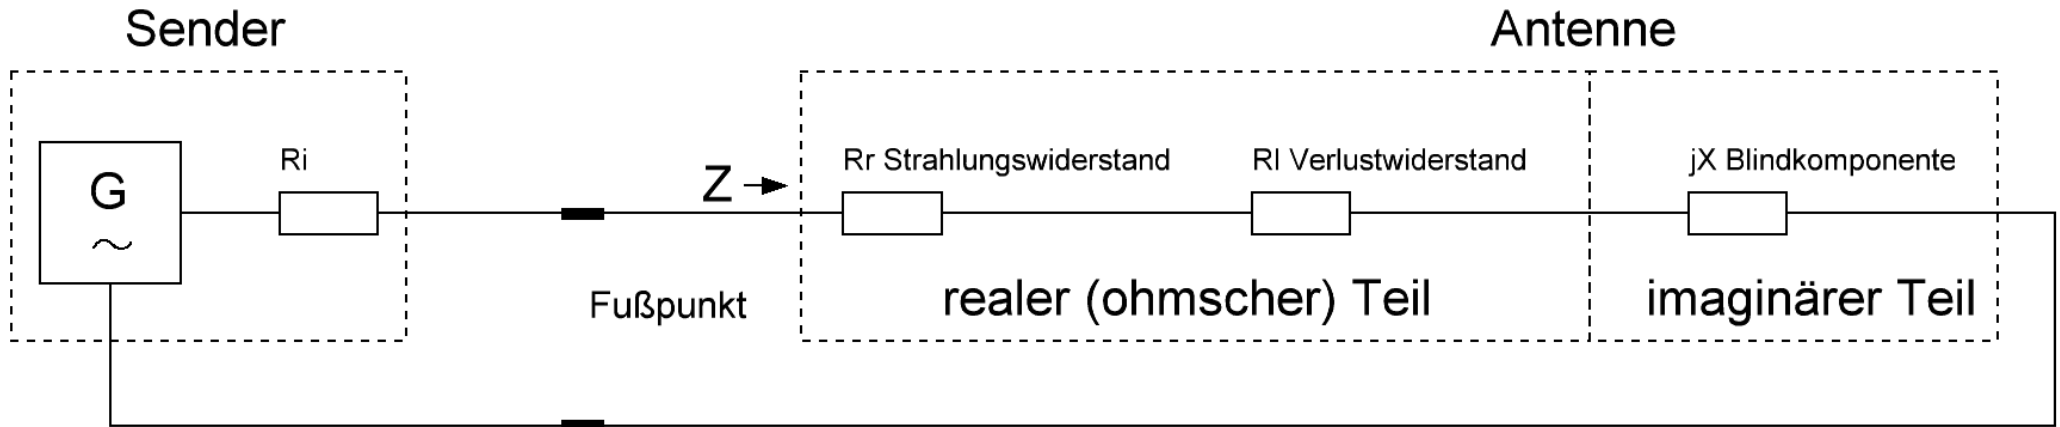 Sender
Antenne
Ri
Rr Strahlungswiderstand
Rl Verlustwiderstand
jX Blindkomponente
G
~
Z
Fußpunkt
realer (ohmscher) Teil
imaginärer Teil